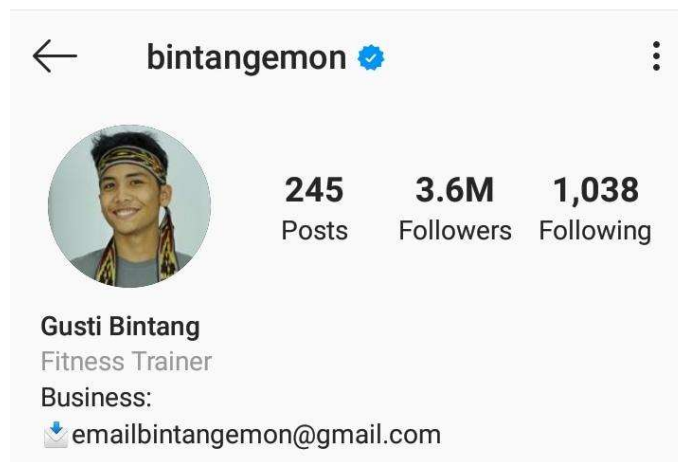 bintangemon
245 3.6M 1,038
Posts Followers Following
Gusti Bintang
Fitness Trainer
Business:
emailbintangemon@gmail.com